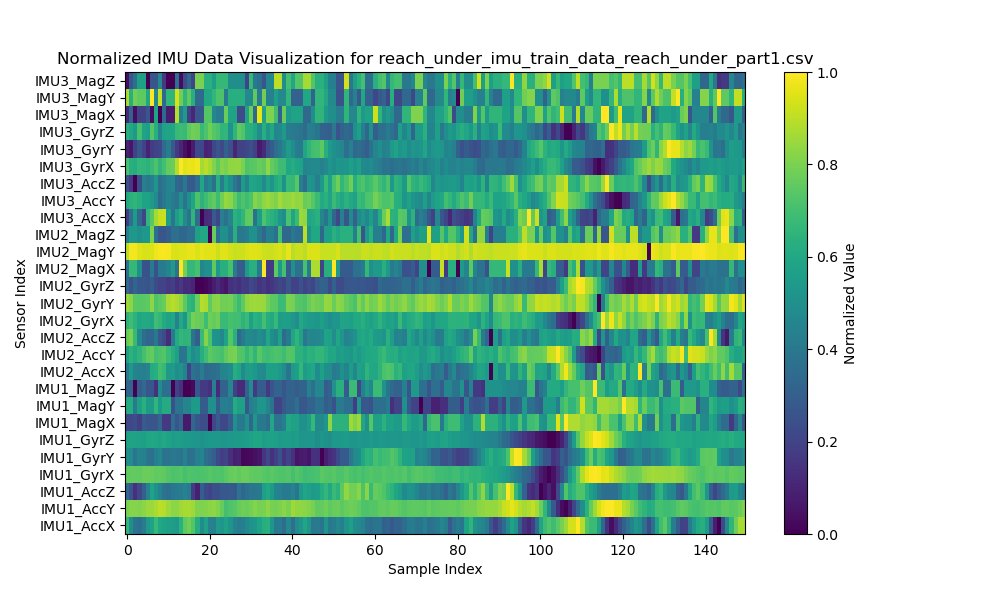 Normalized IMU Data Visualization for reach_under_imu_train_data_reach_under_part1.csv
IMU3_MagZ
IMU3_MagY
IMU3_MagX
IMU3_GyrZ
IMU3_GyrY
IMU3_GyrX
IMU3_AccZ
IMU3_AccY
IMU3_AccX
IMU2_MagZ
IMU2_MagY
IMU2_MagX
IMU2_GyrZ
IMU2_GyrY
IMU2_GyrX
IMU2_AccZ
IMU2_AccY
IMU2_AccX
IMU1_MagZ
IMU1_MagY
IMU1_MagX
IMU1_GyrZ
IMU1_GyrY
IMU1_GyrX
IMU1_AccZ
IMU1_AccY
IMU1_AccX
Sensor Index
0 20 40 60 80 100 120 140
Sample Index
1.0
0.8
0.6
0.4
0.2
0.0
Normalized Value